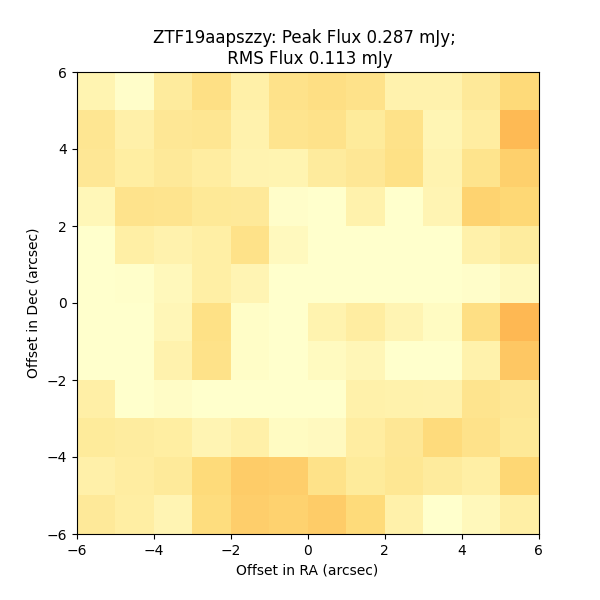 ZTF19aapszzy: Peak Flux 0.287 mJy;
RMS Flux 0.113 mJy
6
4
2
0
−2
−4
−6
Offset in Dec (arcsec)
−6 −4 −2 0 2 4 6
Offset in RA (arcsec)